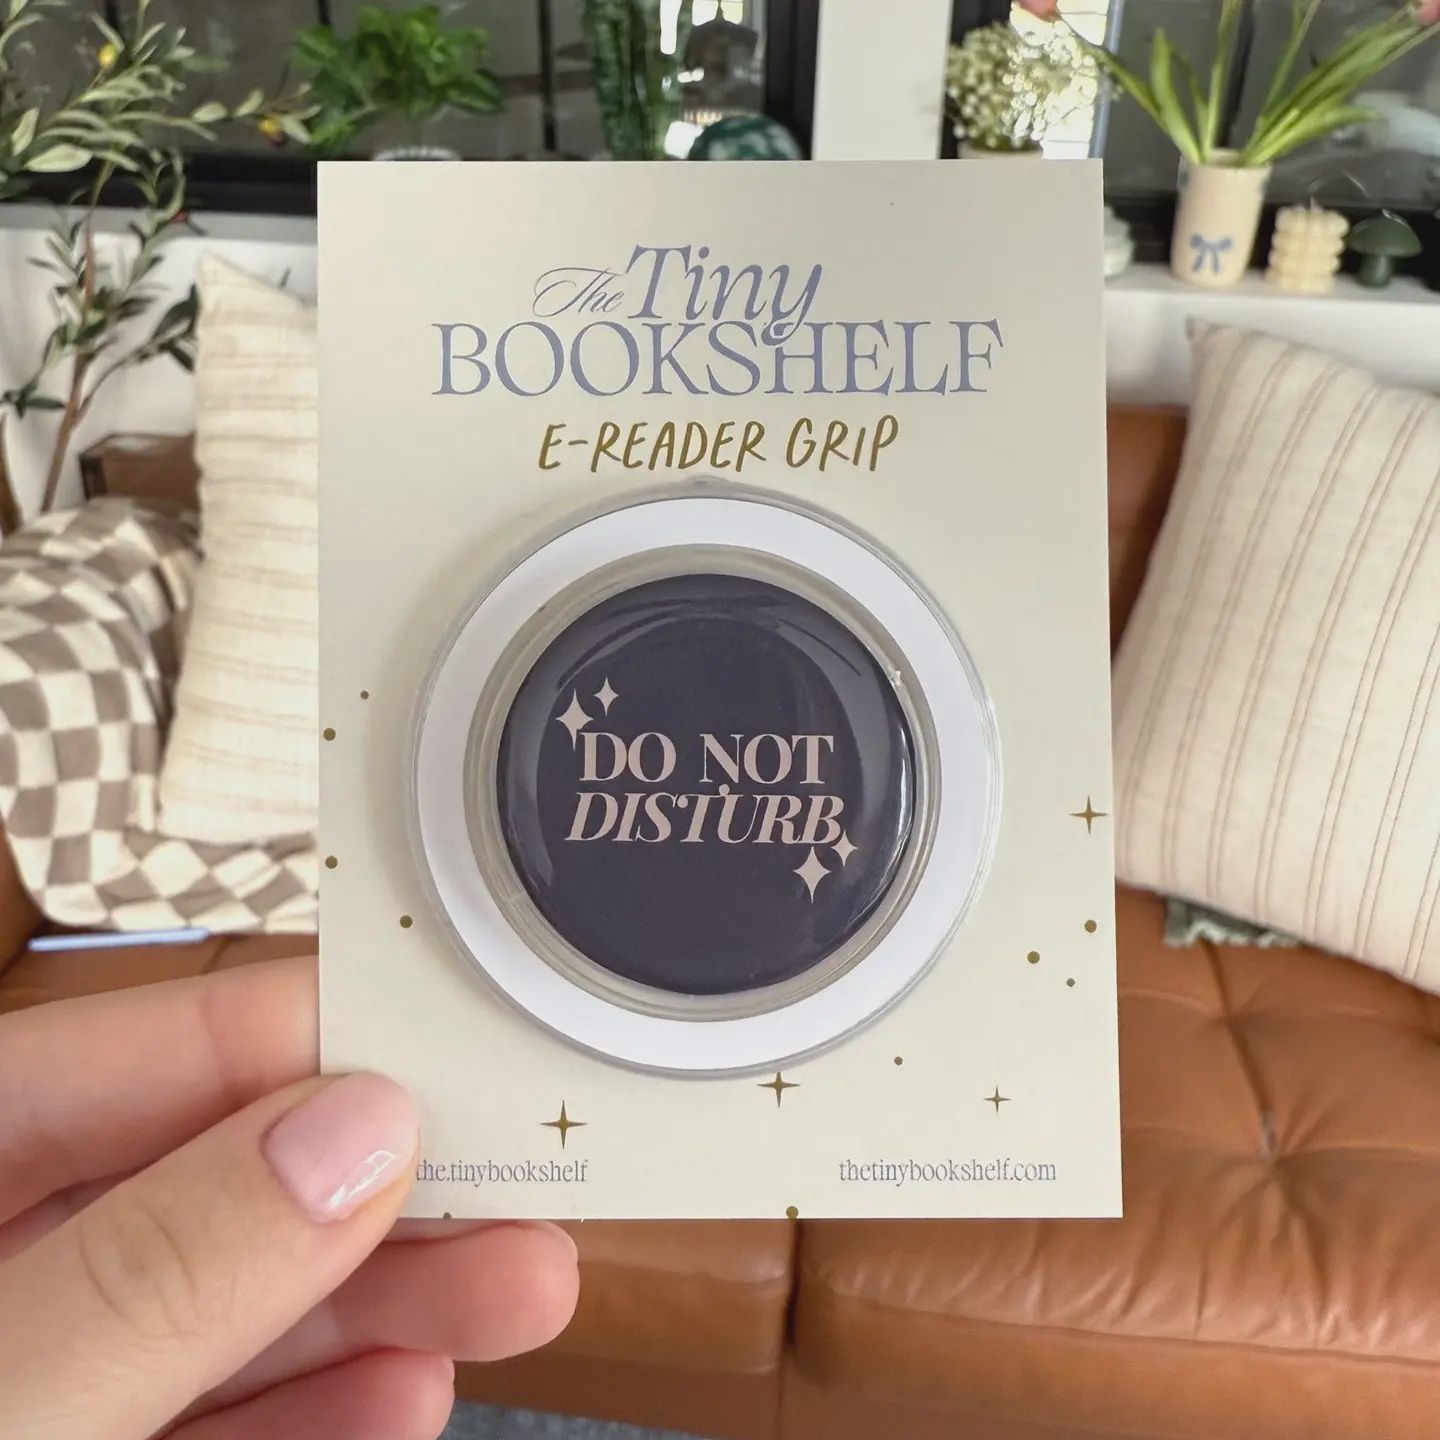 The Tiny
BOOKSHELF
E-READER GRIP
DO NOT
DISTURB
the.tinybookshelf
thetinybookshelf.com